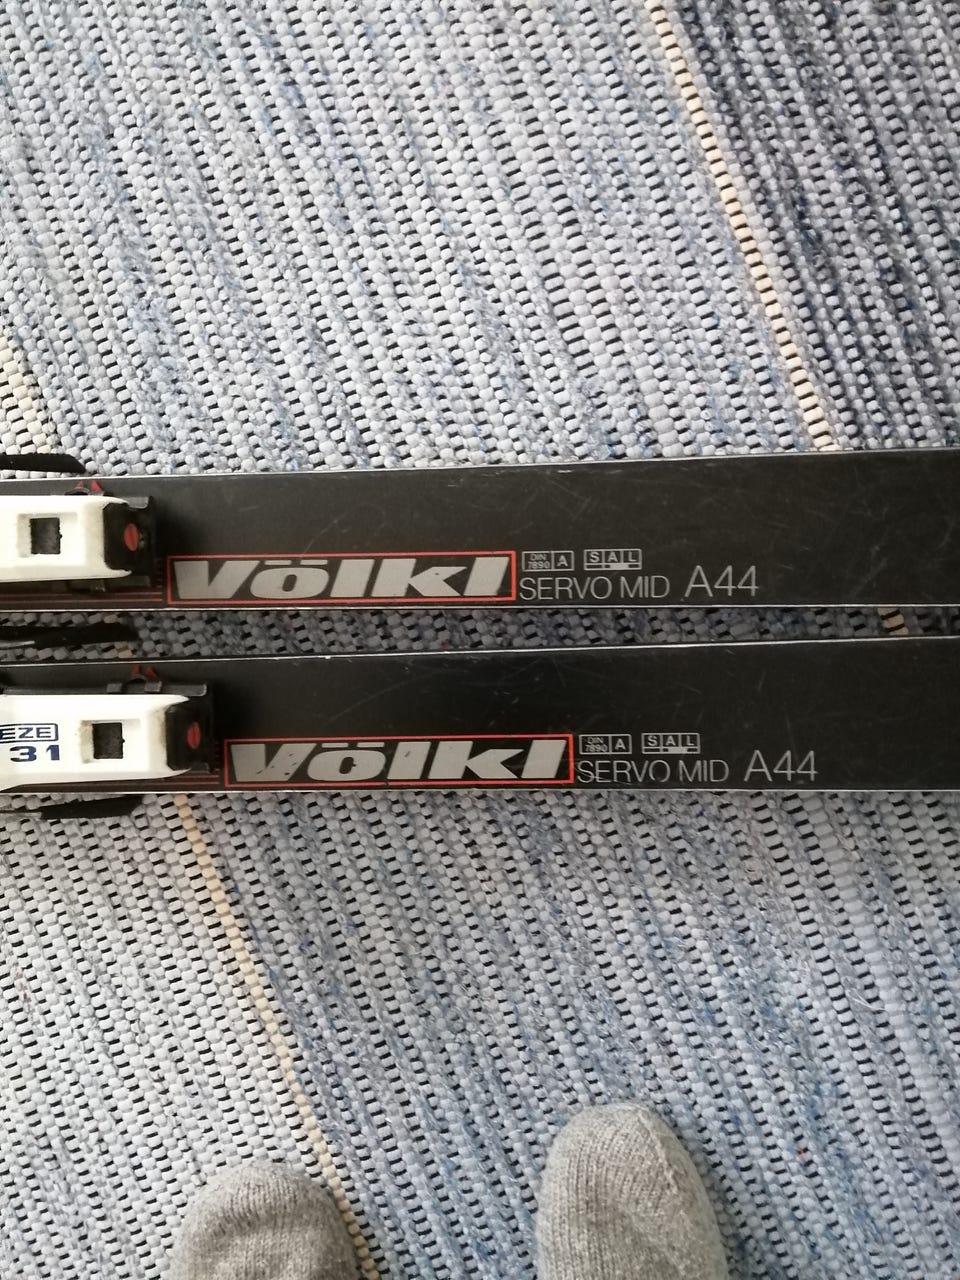 Völkl
DIN 7890 A SAL
SERVO MID A44
EZE
31
Völkl
DIN 7890 A SAL
SERVO MID A44